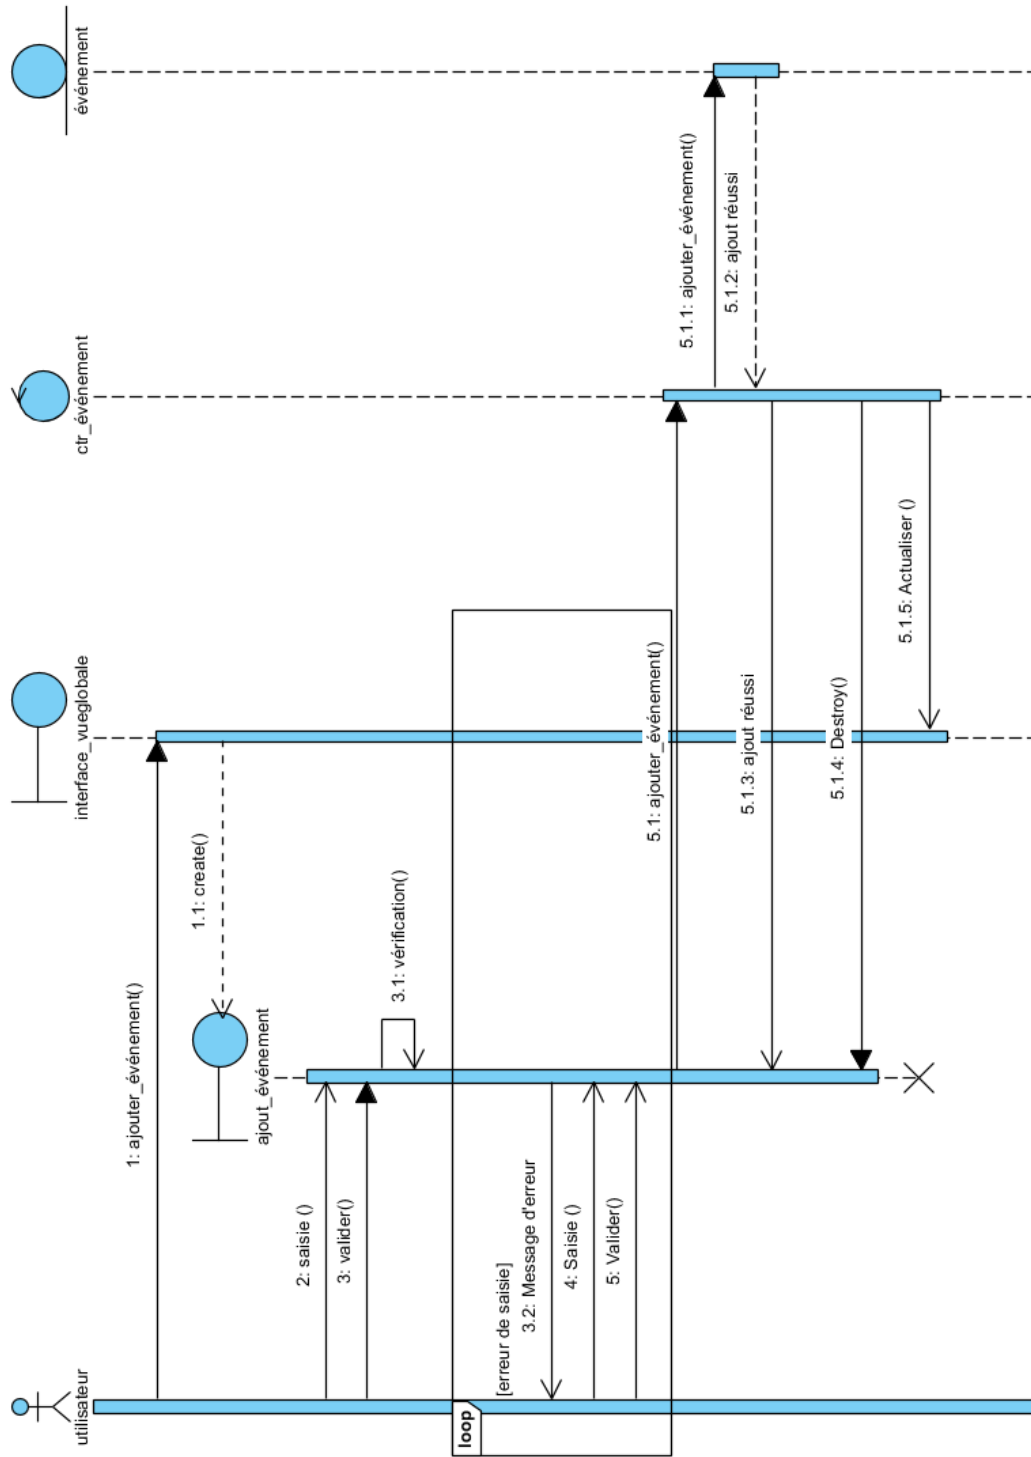 utilisateur
ajout_événement
interface_vueglobale
ctr_événement
événement
1: ajouter_événement()
1.1: create()
2: saisie ()
3: valider()
3.1: vérification()
loop
[erreur de saisie]
3.2: Message d'erreur
4: Saisie ()
5: Valider()
5.1: ajouter_événement()
5.1.1: ajouter_événement()
5.1.2: ajout réussi
5.1.3: ajout réussi
5.1.4: Destroy()
5.1.5: Actualiser ()